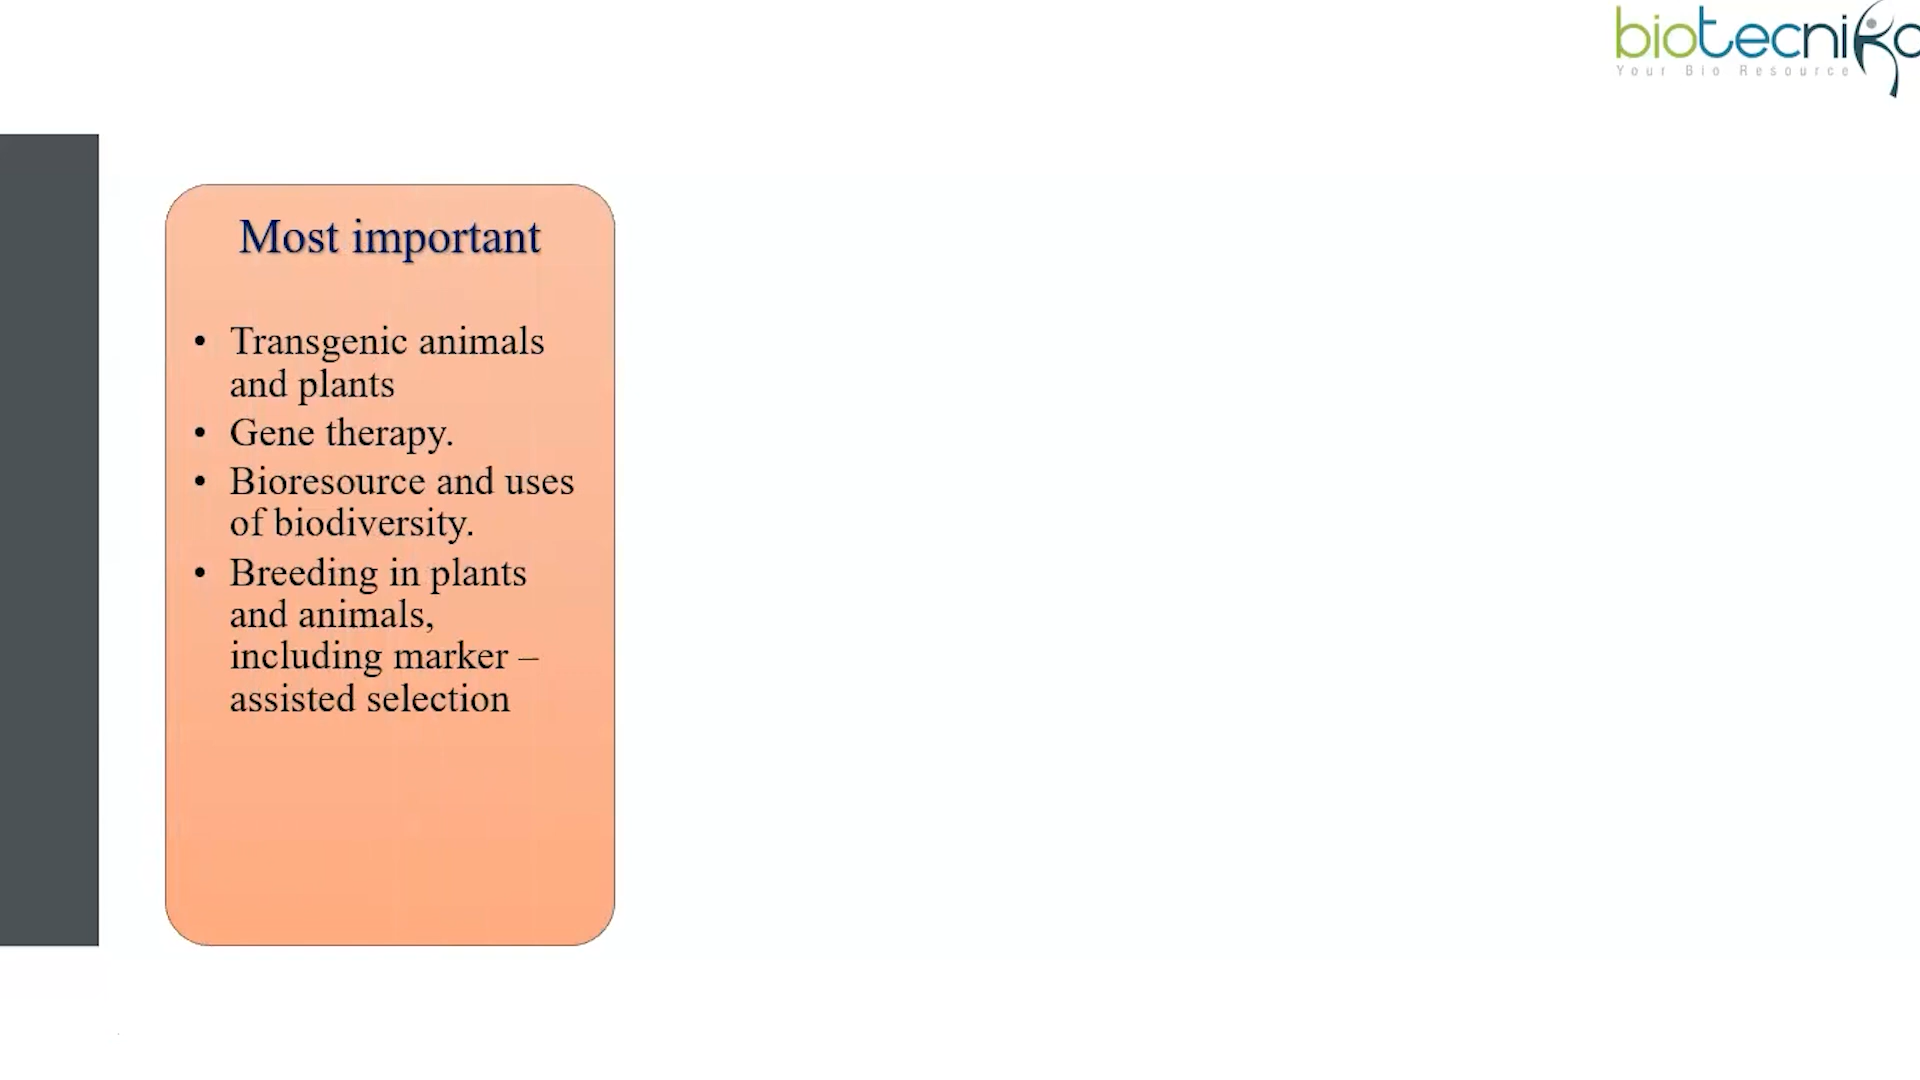 biotecnika
Your Bio Resource
Most important
• Transgenic animals
and plants
• Gene therapy.
• Bioresource and uses
of biodiversity.
• Breeding in plants
and animals,
including marker –
assisted selection